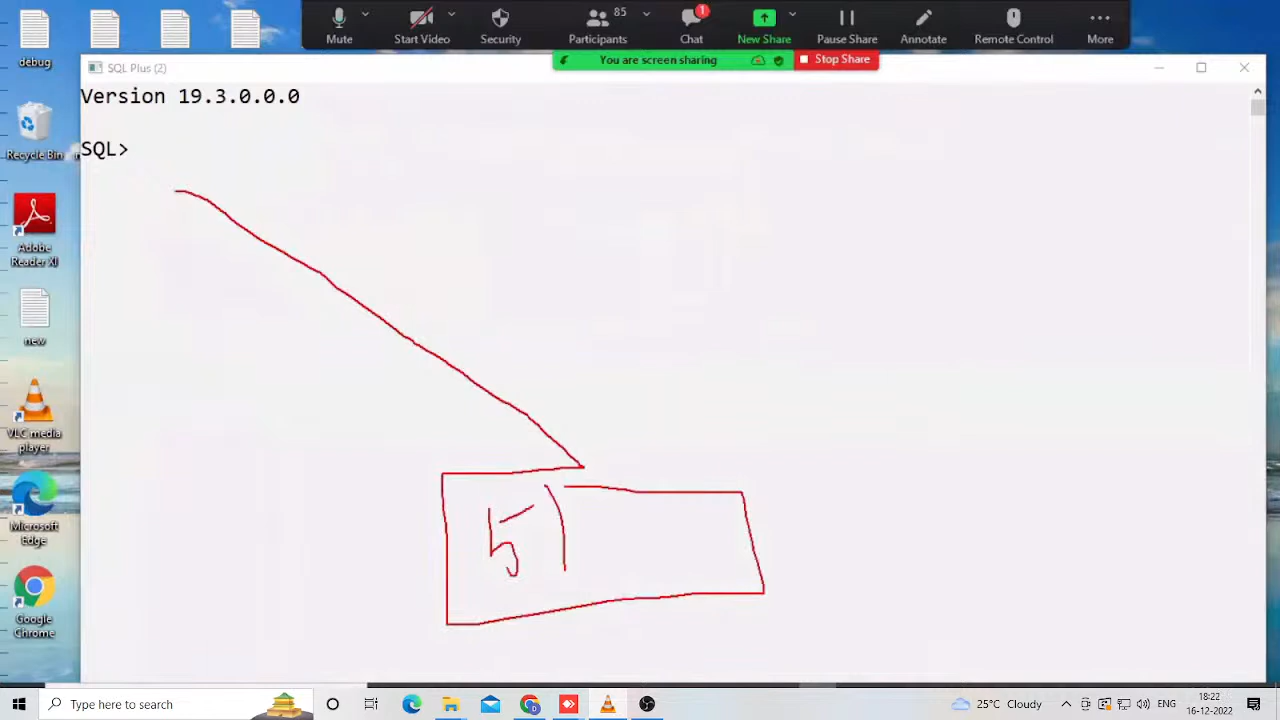 85
1
Mute
Start Video
Security
Participants
Chat
New Share
Pause Share
Annotate
Remote Control
More
You are screen sharing
Stop Share
debug
SQL Plus (2)
Version 19.3.0.0.0
Recycle Bin
SQL>
Adobe
Reader XI
new
VLC media
player
Microsoft
Edge
5
Google
Chrome
Type here to search
23°C Cloudy
ENG
18:22
16-12-2022